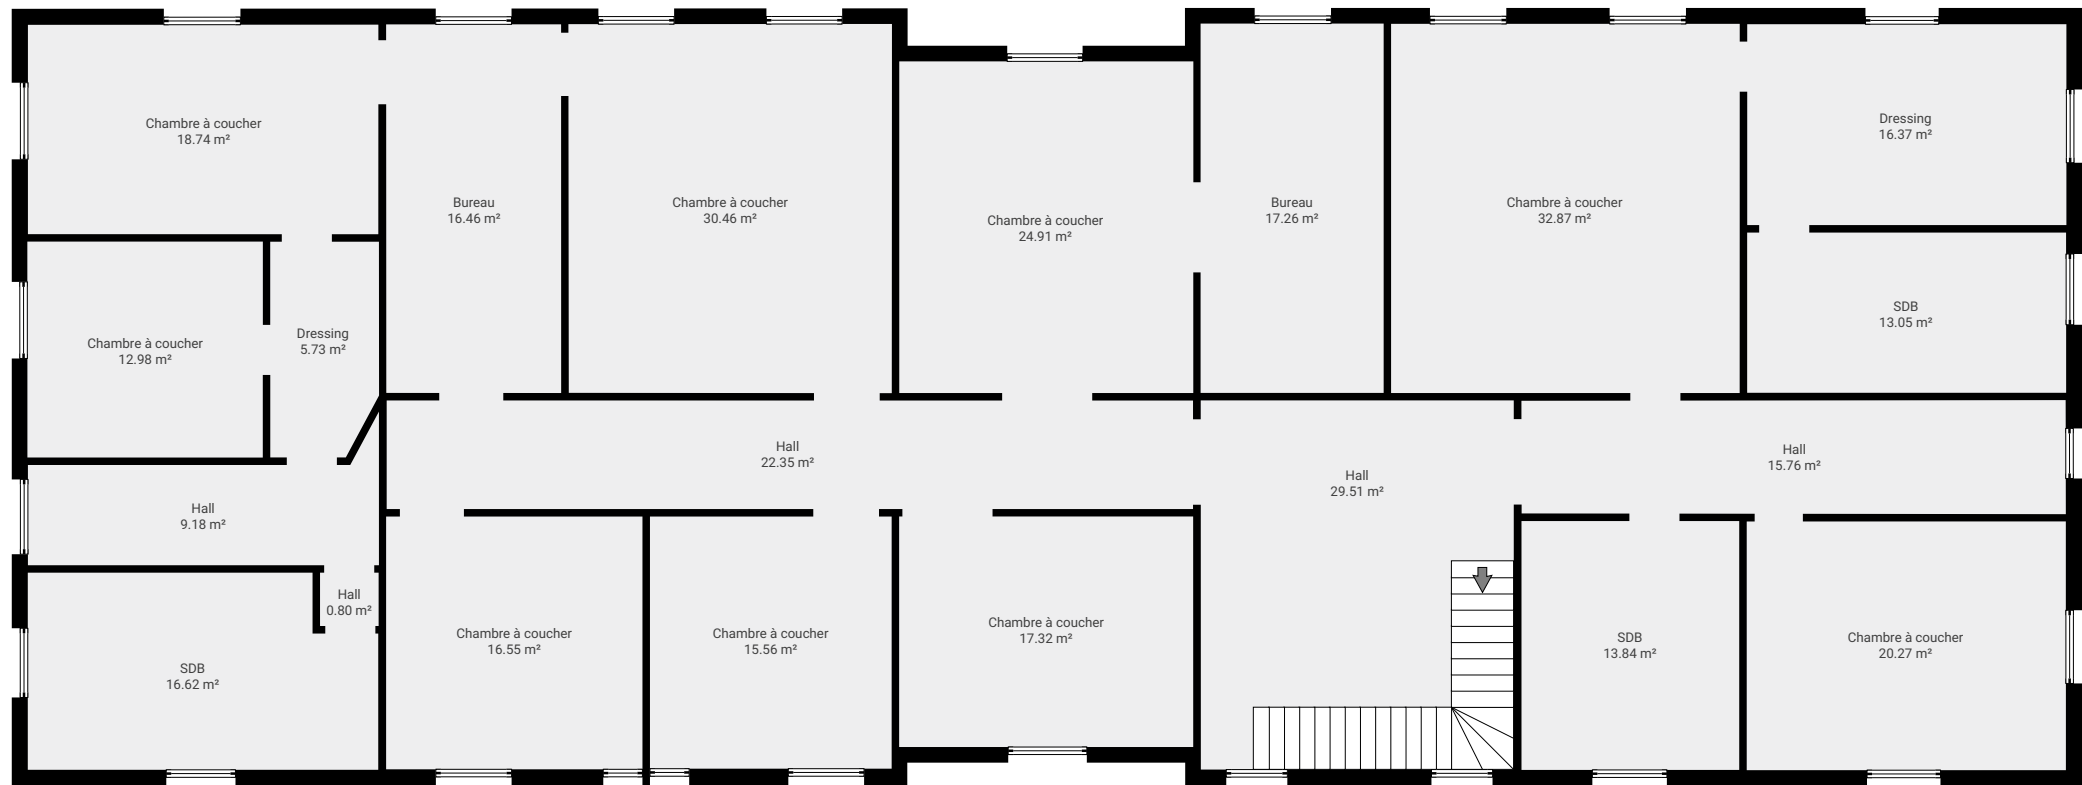 Chambre à coucher
18.74 m²
Bureau
16.46 m²
Chambre à coucher
30.46 m²
Chambre à coucher
24.91 m²
Bureau
17.26 m²
Chambre à coucher
32.87 m²
Dressing
16.37 m²
SDB
13.05 m²
Chambre à coucher
12.98 m²
Dressing
5.73 m²
Hall
22.35 m²
Hall
29.51 m²
Hall
15.76 m²
Hall
9.18 m²
Hall
0.80 m²
SDB
16.62 m²
Chambre à coucher
16.55 m²
Chambre à coucher
15.56 m²
Chambre à coucher
17.32 m²
SDB
13.84 m²
Chambre à coucher
20.27 m²